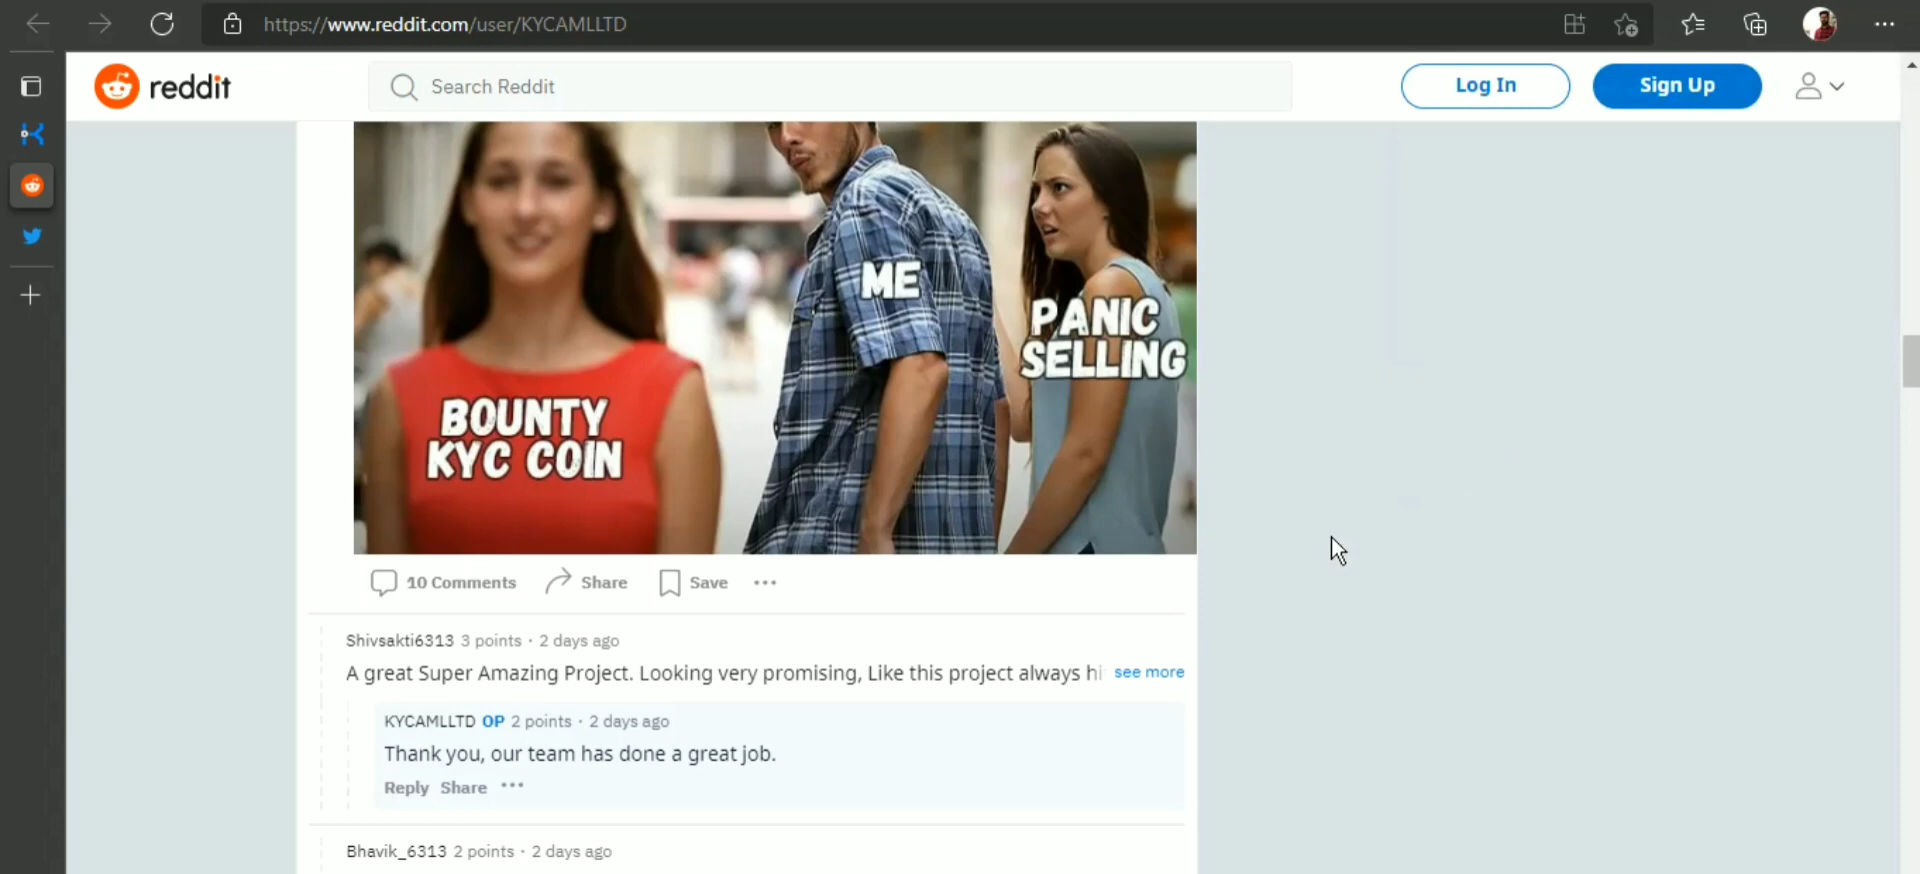 https://www.reddit.com/user/KYCAMLLTD
reddit
Search Reddit
Log In
Sign Up
ME
PANIC
SELLING
BOUNTY
KYC COIN
10 Comments Share Save
Shivsakti6313 3 points · 2 days ago
A great Super Amazing Project. Looking very promising, Like this project always hi see more
KYCAMLLTD OP 2 points · 2 days ago
Thank you, our team has done a great job.
Reply Share
Bhavik_6313 2 points · 2 days ago